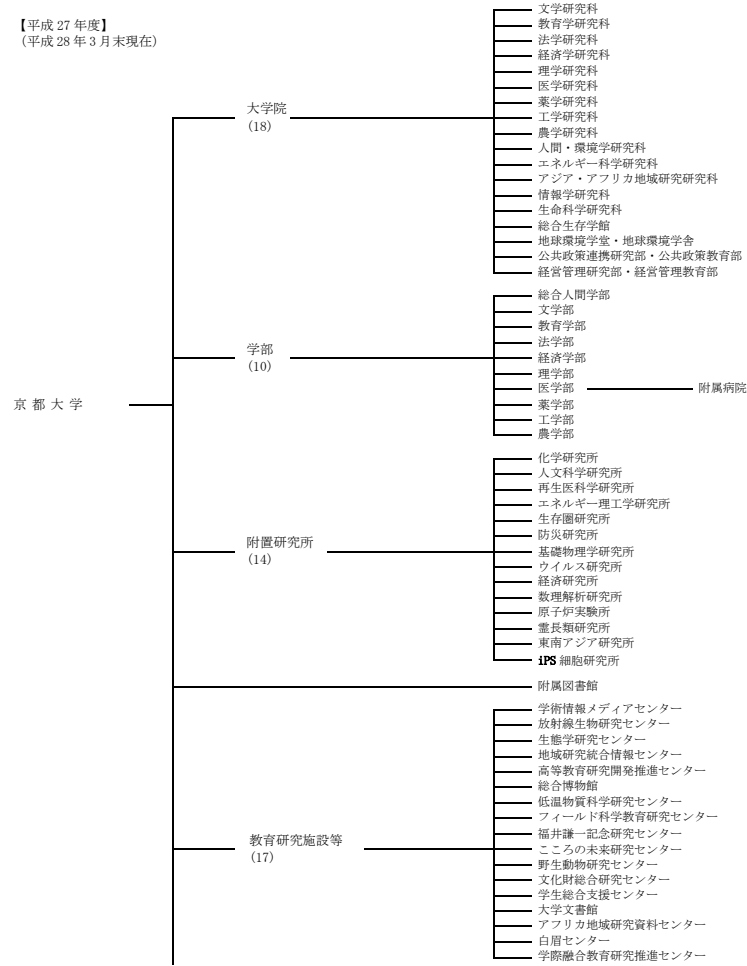 【平成 27 年度】
(平成 28 年 3 月末現在)
京 都 大 学
大学院
(18)
文学研究科
教育学研究科
法学研究科
経済学研究科
理学研究科
医学研究科
薬学研究科
工学研究科
農学研究科
人間・環境学研究科
エネルギー科学研究科
アジア・アフリカ地域研究研究科
情報学研究科
生命科学研究科
総合生存学館
地球環境学堂・地球環境学舎
公共政策連携研究部・公共政策教育部
経営管理研究部・経営管理教育部
学部
(10)
総合人間学部
文学部
教育学部
法学部
経済学部
理学部
医学部
附属病院
薬学部
工学部
農学部
附置研究所
(14)
化学研究所
人文科学研究所
再生医科学研究所
エネルギー理工学研究所
生存圏研究所
防災研究所
基礎物理学研究所
ウイルス研究所
経済研究所
数理解析研究所
原子炉実験所
霊長類研究所
東南アジア研究所
iPS 細胞研究所
附属図書館
教育研究施設等
(17)
学術情報メディアセンター
放射線生物研究センター
生態学研究センター
地域研究統合情報センター
高等教育研究開発推進センター
総合博物館
低温物質科学研究センター
フィールド科学教育研究センター
福井謙一記念研究センター
こころの未来研究センター
野生動物研究センター
文化財総合研究センター
学生総合支援センター
大学文書館
アフリカ地域研究資料センター
白眉センター
学際融合教育研究推進センター